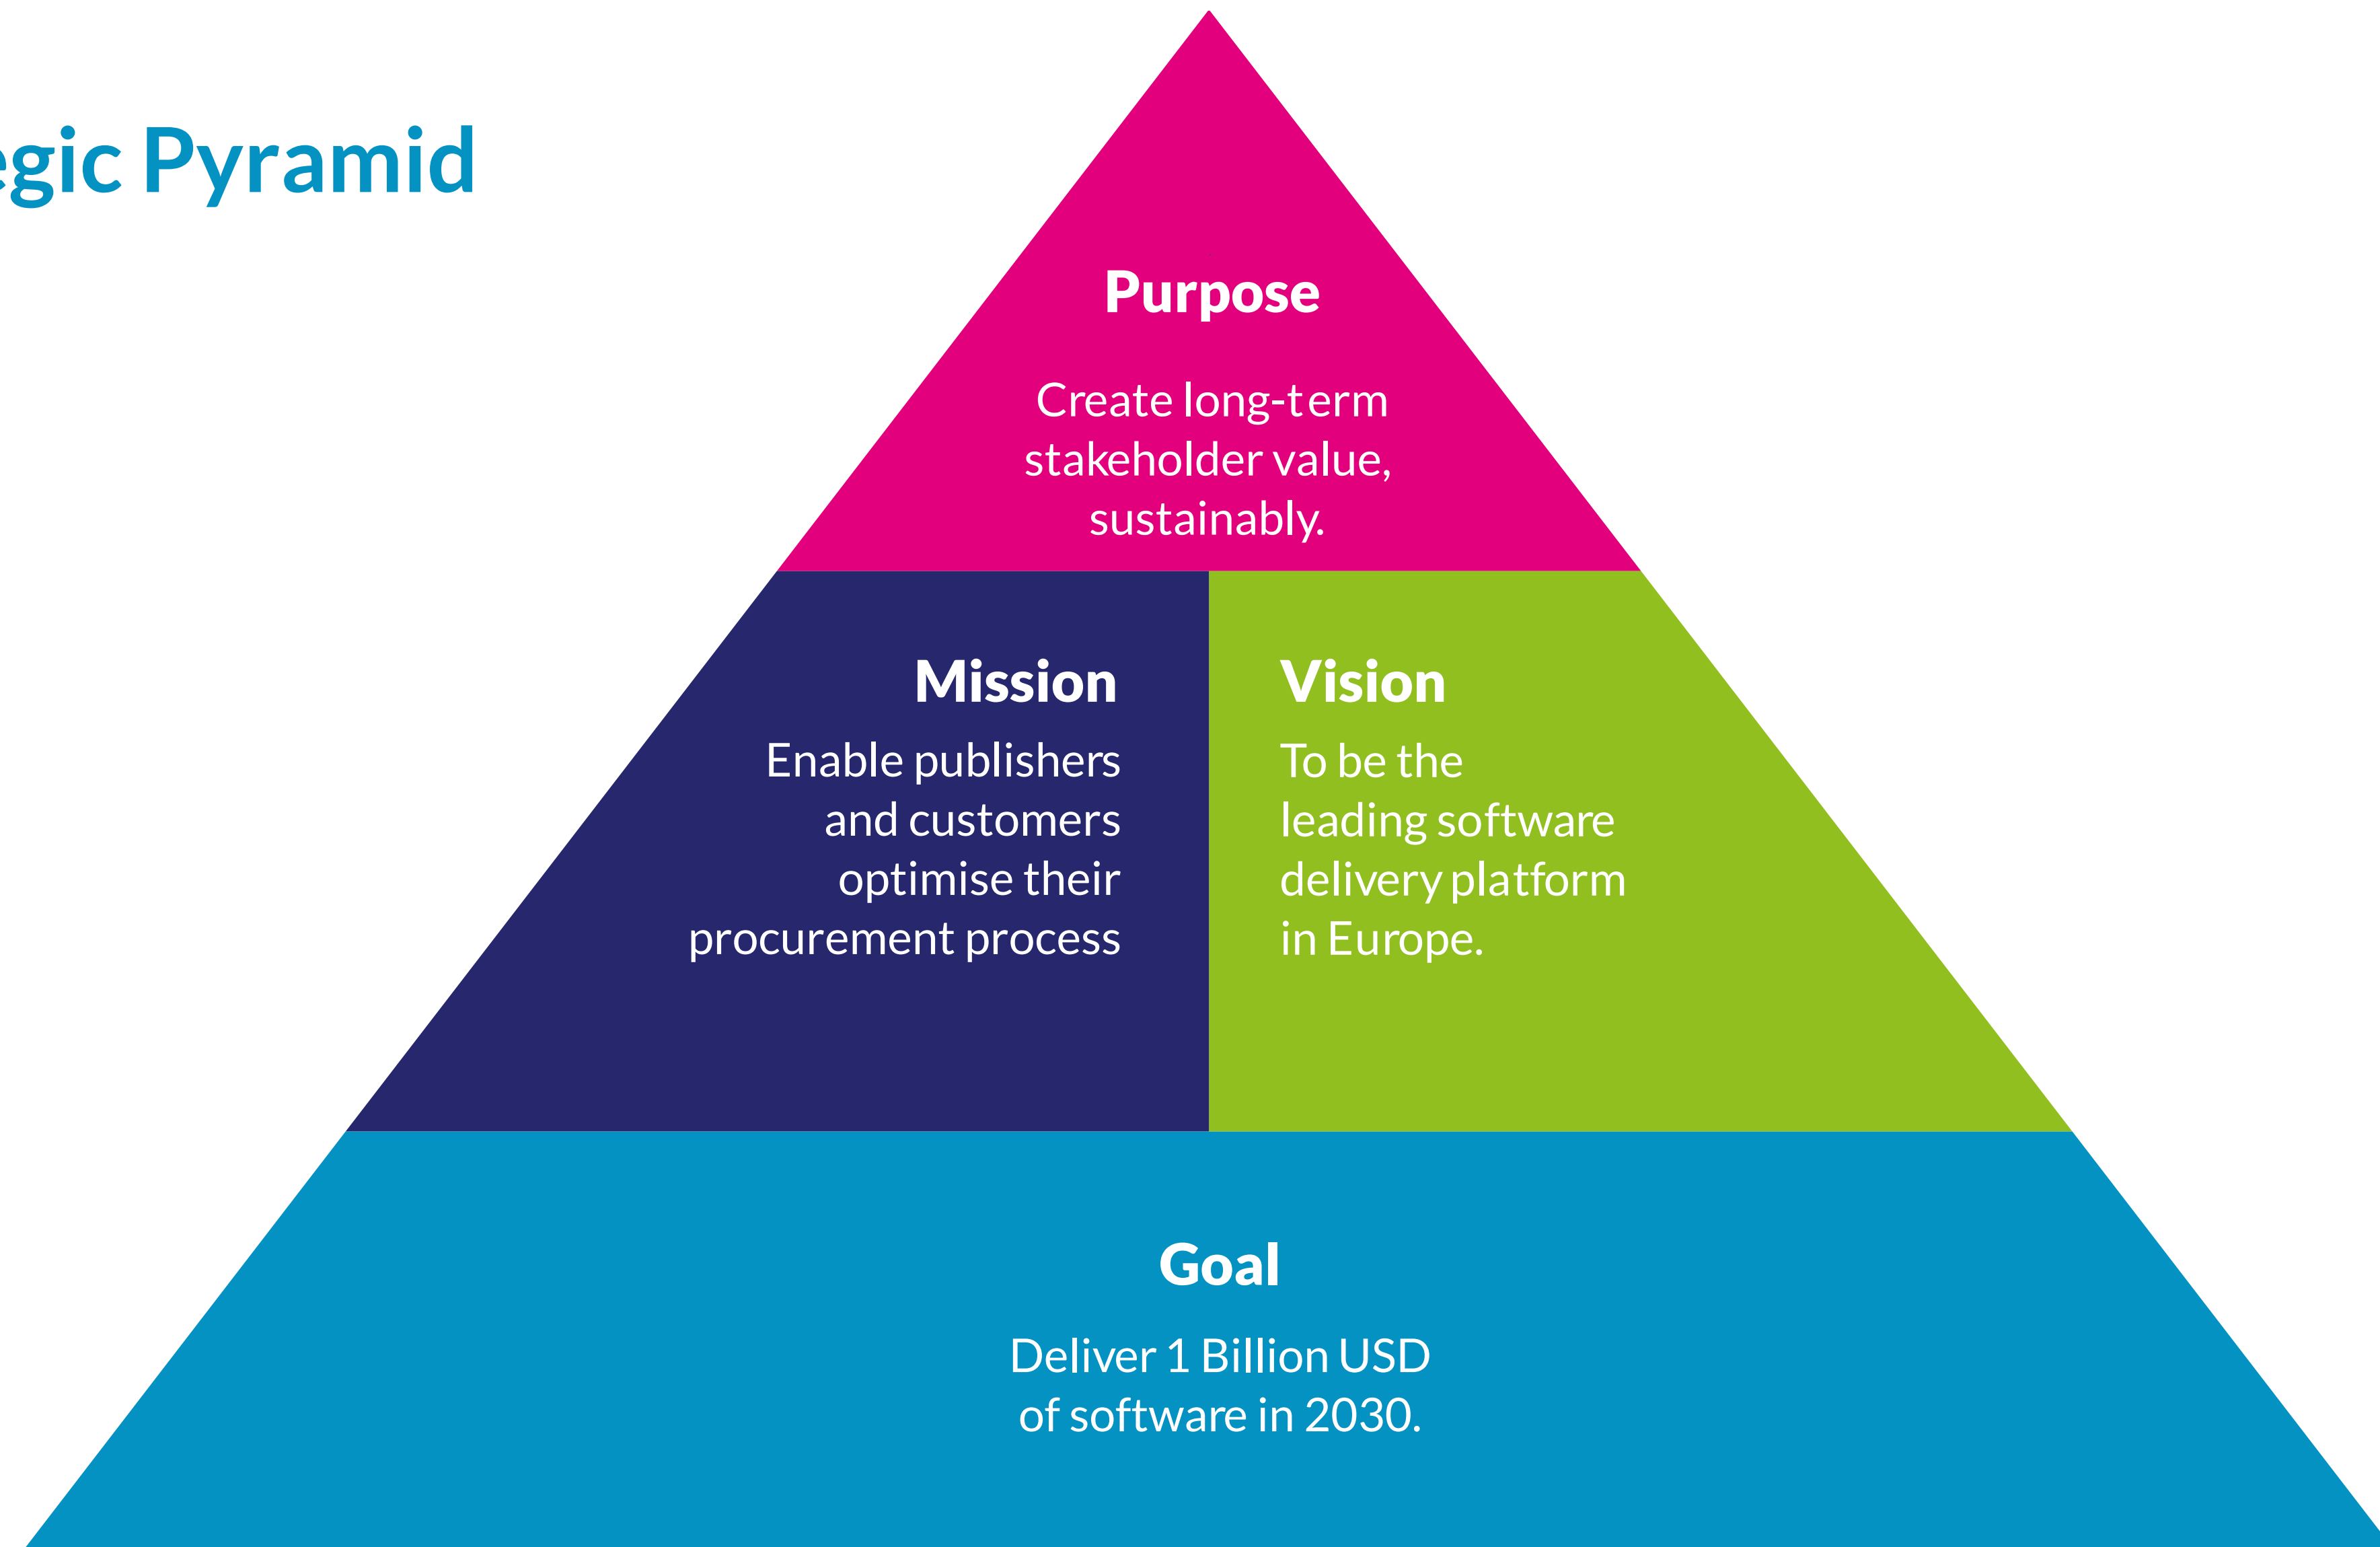 Pyramid
Purpose
Create long-term
stakeholder value,
sustainably.
Mission
Enable publishers
and customers
optimise their
procurement process
Vision
To be the
leading software
delivery platform
in Europe.
Goal
Deliver 1 Billion USD
of software in 2030.